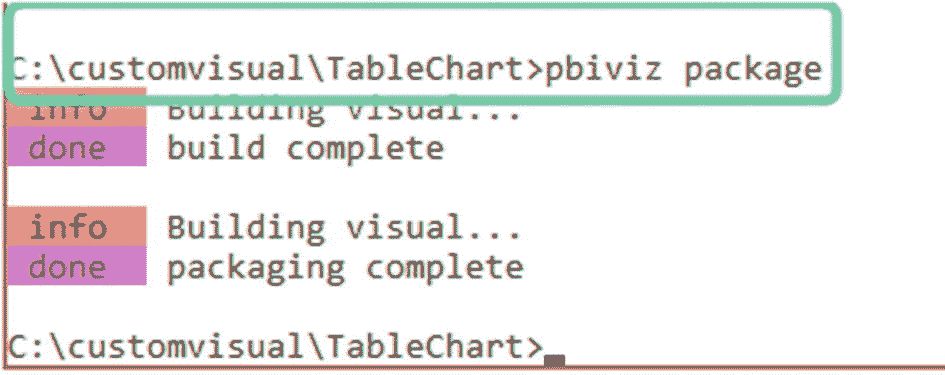 C:\customvisual\TableChart>pbiviz package
info Building visual...
done build complete
info Building visual...
done packaging complete
C:\customvisual\TableChart>